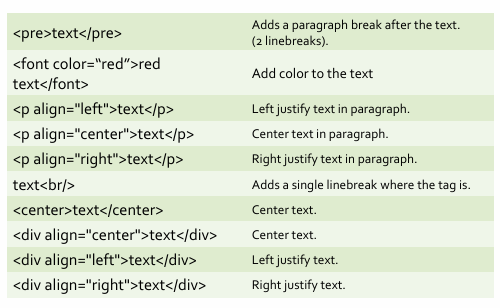 <pre>text</pre>
Adds a paragraph break after the text.
(2 linebreaks).
<font color=“red”>red
text</font>
Add color to the text
<p align="left">text</p>
Left justify text in paragraph.
<p align="center">text</p>
Center text in paragraph.
<p align="right">text</p>
Right justify text in paragraph.
text<br/>
Adds a single linebreak where the tag is.
<center>text</center>
Center text.
<div align="center">text</div>
Center text.
<div align="left">text</div>
Left justify text.
<div align="right">text</div>
Right justify text.